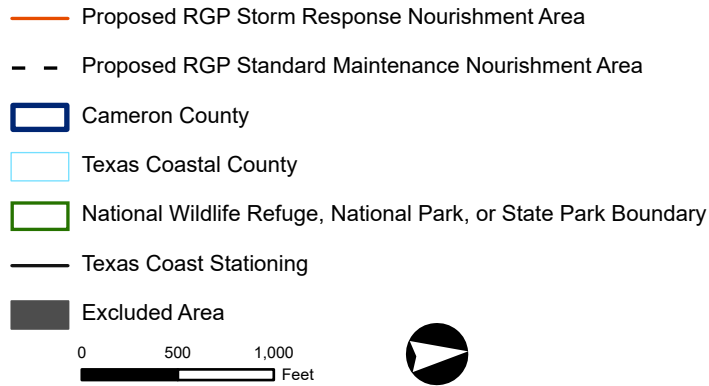 Proposed RGP Storm Response Nourishment Area
Proposed RGP Standard Maintenance Nourishment Area
Cameron County
Texas Coastal County
National Wildlife Refuge, National Park, or State Park Boundary
Texas Coast Stationing
Excluded Area
0 500 1,000
Feet